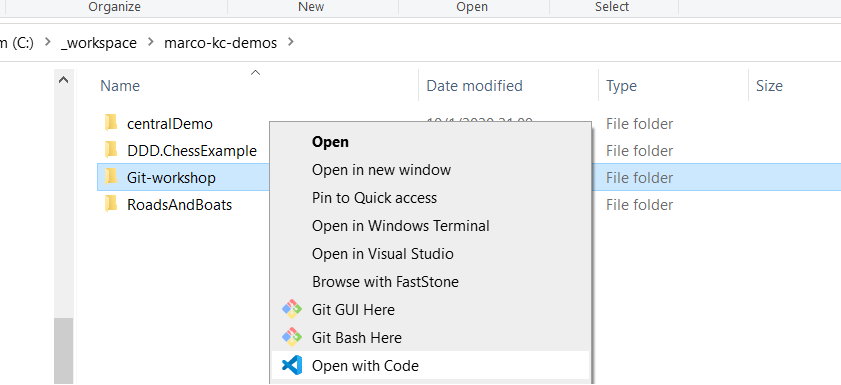 Organize New Open Select
m (C:) > _workspace > marco-kc-demos >
Name Date modified Type Size
centralDemo File folder
DDD.ChessExample File folder
Git-workshop File folder
RoadsAndBoats File folder
Open
Open in new window
Pin to Quick access
Open in Windows Terminal
Open in Visual Studio
Browse with FastStone
Git GUI Here
Git Bash Here
Open with Code